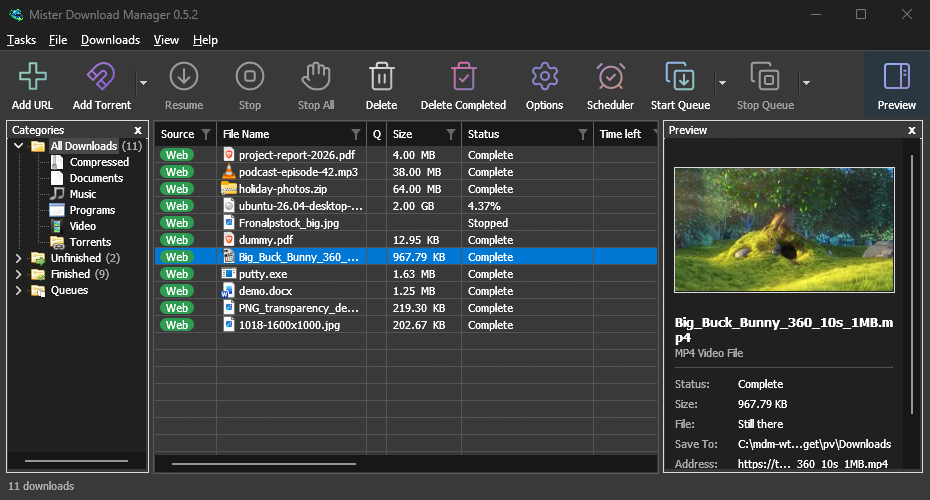 Mister Download Manager 0.5.2
Tasks File Downloads View Help
Add URL Add Torrent Resume Stop Stop All Delete Delete Completed Options Scheduler Start Queue Stop Queue Preview
Categories x
All Downloads (11)
Compressed
Documents
Music
Programs
Video
Torrents
Unfinished (2)
Finished (9)
Queues
Source File Name Q Size Status Time left
Web project-report-2026.pdf 4.00 MB Complete
Web podcast-episode-42.mp3 38.00 MB Complete
Web holiday-photos.zip 64.00 MB Complete
Web ubuntu-26.04-desktop-... 2.00 GB 4.37%
Web Fronalpstock_big.jpg Stopped
Web dummy.pdf 12.95 KB Complete
Web Big_Buck_Bunny_360_... 967.79 KB Complete
Web putty.exe 1.63 MB Complete
Web demo.docx 1.25 MB Complete
Web PNG_transparency_de... 219.30 KB Complete
Web 1018-1600x1000.jpg 202.67 KB Complete
Preview x
Big_Buck_Bunny_360_10s_1MB.m
p4
MP4 Video File
Status: Complete
Size: 967.79 KB
File: Still there
Save To: C:\mdm-wt...get\pv\Downloads
Address: https://t..._360_10s_1MB.mp4
11 downloads